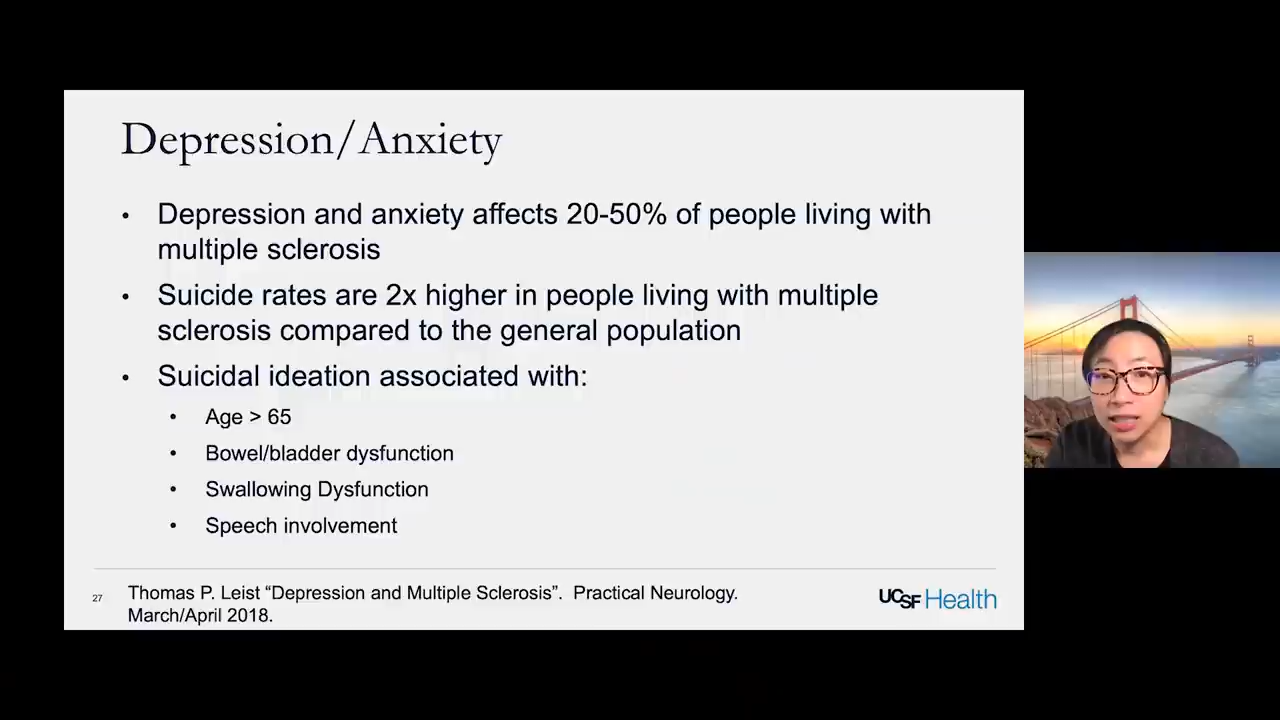 Depression/Anxiety
• Depression and anxiety affects 20-50% of people living with
multiple sclerosis
• Suicide rates are 2x higher in people living with multiple
sclerosis compared to the general population
• Suicidal ideation associated with:
• Age > 65
• Bowel/bladder dysfunction
• Swallowing Dysfunction
• Speech involvement
27
Thomas P. Leist “Depression and Multiple Sclerosis”. Practical Neurology.
March/April 2018.
UCSF Health